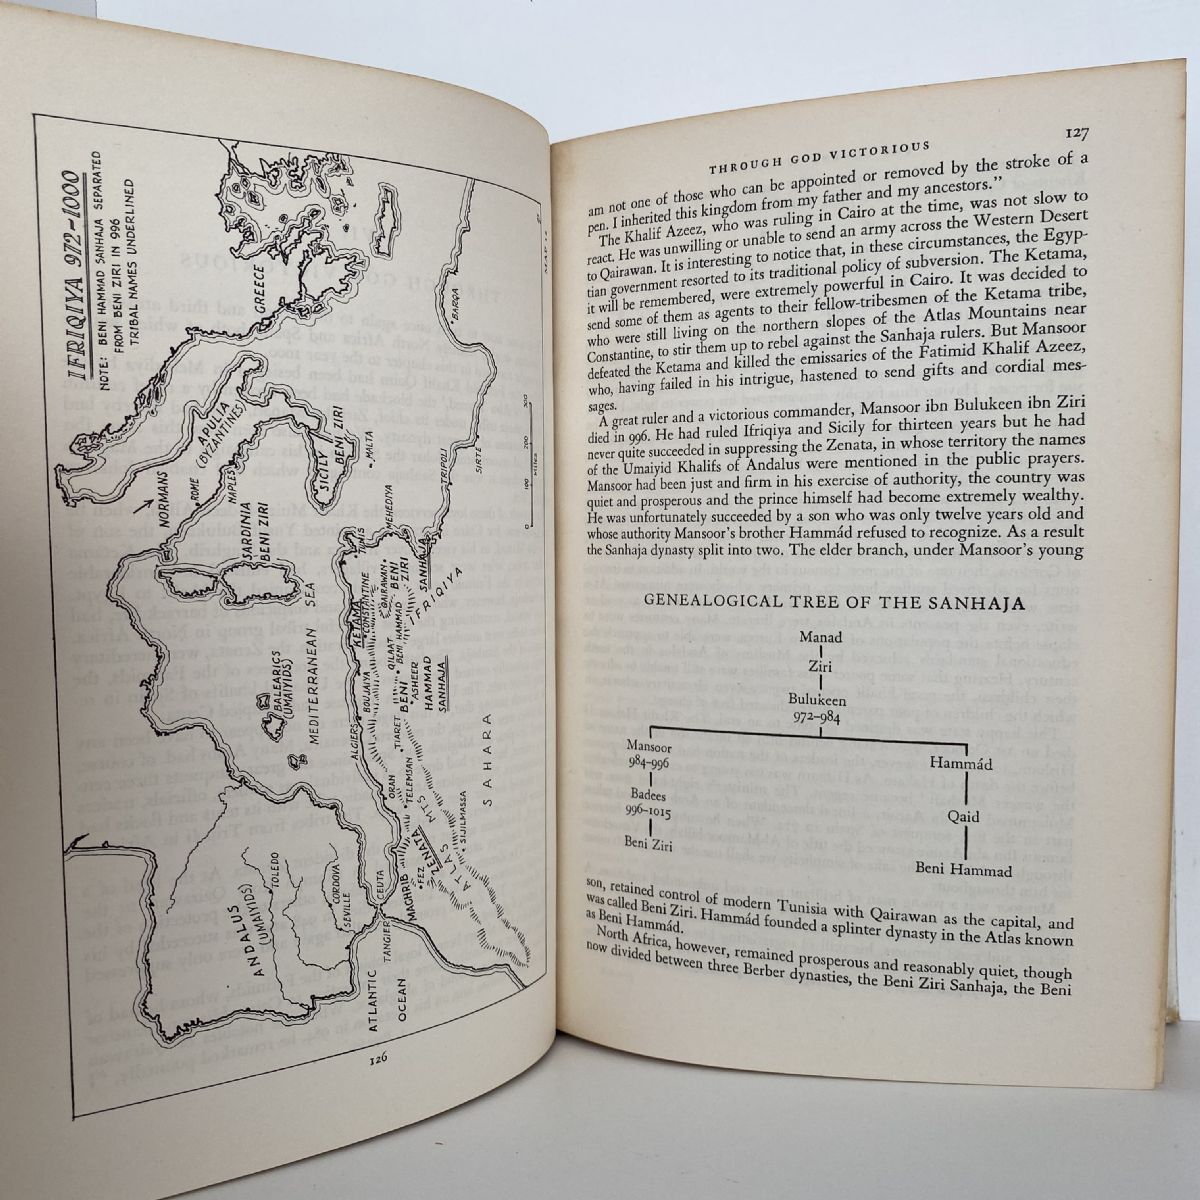 IFRIQIYA 972-1000
NOTE: BENI HAMMAD SANHAJA SEPARATED
FROM BENI ZIRI IN 996
TRIBAL NAMES UNDERLINED
GREECE
BARQA
APULIA
(BYZANTINES)
NORMANS
ROME
NAPLES
SICILY
BENI ZIRI
MALTA
SARDINIA
BENI ZIRI
TRIPOLI
SIRTE
0 100 200 300
MILES
TUNIS
MEHEDIYA
QAIRAWAN
BENI
ZIRI
SANHAJA
IFRIQIYA
KETAMA
CONSTANTINE
BOUJAIYA
QILAAT
BENI HAMMAD
ASHEER
BENI
HAMMAD
SANHAJA
MEDITERRANEAN SEA
BALEARICS
(UMAIYIDS)
ALGIERS
TIARET
ORAN
TELEMSAN
SAHARA
SIJILMASSA
ATLAS MTS
ZENATA
FEZ
MAGHRIB
CEUTA
TANGIER
ANDALUS
(UMAIYIDS)
TOLEDO
CORDOVA
SEVILLE
ATLANTIC
OCEAN
126
THROUGH GOD VICTORIOUS
127
am not one of those who can be appointed or removed by the stroke of a
pen. I inherited this kingdom from my father and my ancestors.”
The Khalif Azeez, who was ruling in Cairo at the time, was not slow to
react. He was unwilling or unable to send an army across the Western Desert
to Qairawan. It is interesting to notice that, in these circumstances, the Egyp-
tian government resorted to its traditional policy of subversion. The Ketama,
it will be remembered, were extremely powerful in Cairo. It was decided to
send some of them as agents to their fellow-tribesmen of the Ketama tribe,
who were still living on the northern slopes of the Atlas Mountains near
Constantine, to stir them up to rebel against the Sanhaja rulers. But Mansoor
defeated the Ketama and killed the emissaries of the Fatimid Khalif Azeez,
who, having failed in his intrigue, hastened to send gifts and cordial mes-
sages.
A great ruler and a victorious commander, Mansoor ibn Bulukeen ibn Ziri
died in 996. He had ruled Ifriqiya and Sicily for thirteen years but he had
never quite succeeded in suppressing the Zenata, in whose territory the names
of the Umaiyid Khalifs of Andalus were mentioned in the public prayers.
Mansoor had been just and firm in his exercise of authority, the country was
quiet and prosperous and the prince himself had become extremely wealthy.
He was unfortunately succeeded by a son who was only twelve years old and
whose authority Mansoor’s brother Hammád refused to recognize. As a result
the Sanhaja dynasty split into two. The elder branch, under Mansoor’s young
GENEALOGICAL TREE OF THE SANHAJA
Manad
Ziri
Bulukeen
972–984
Mansoor
984–996
Hammád
Badees
996–1015
Qaid
Beni Ziri
Beni Hammad
son, retained control of modern Tunisia with Qairawan as the capital, and
was called Beni Ziri. Hammád founded a splinter dynasty in the Atlas known
as Beni Hammád.
North Africa, however, remained prosperous and reasonably quiet, though
now divided between three Berber dynasties, the Beni Ziri Sanhaja, the Beni